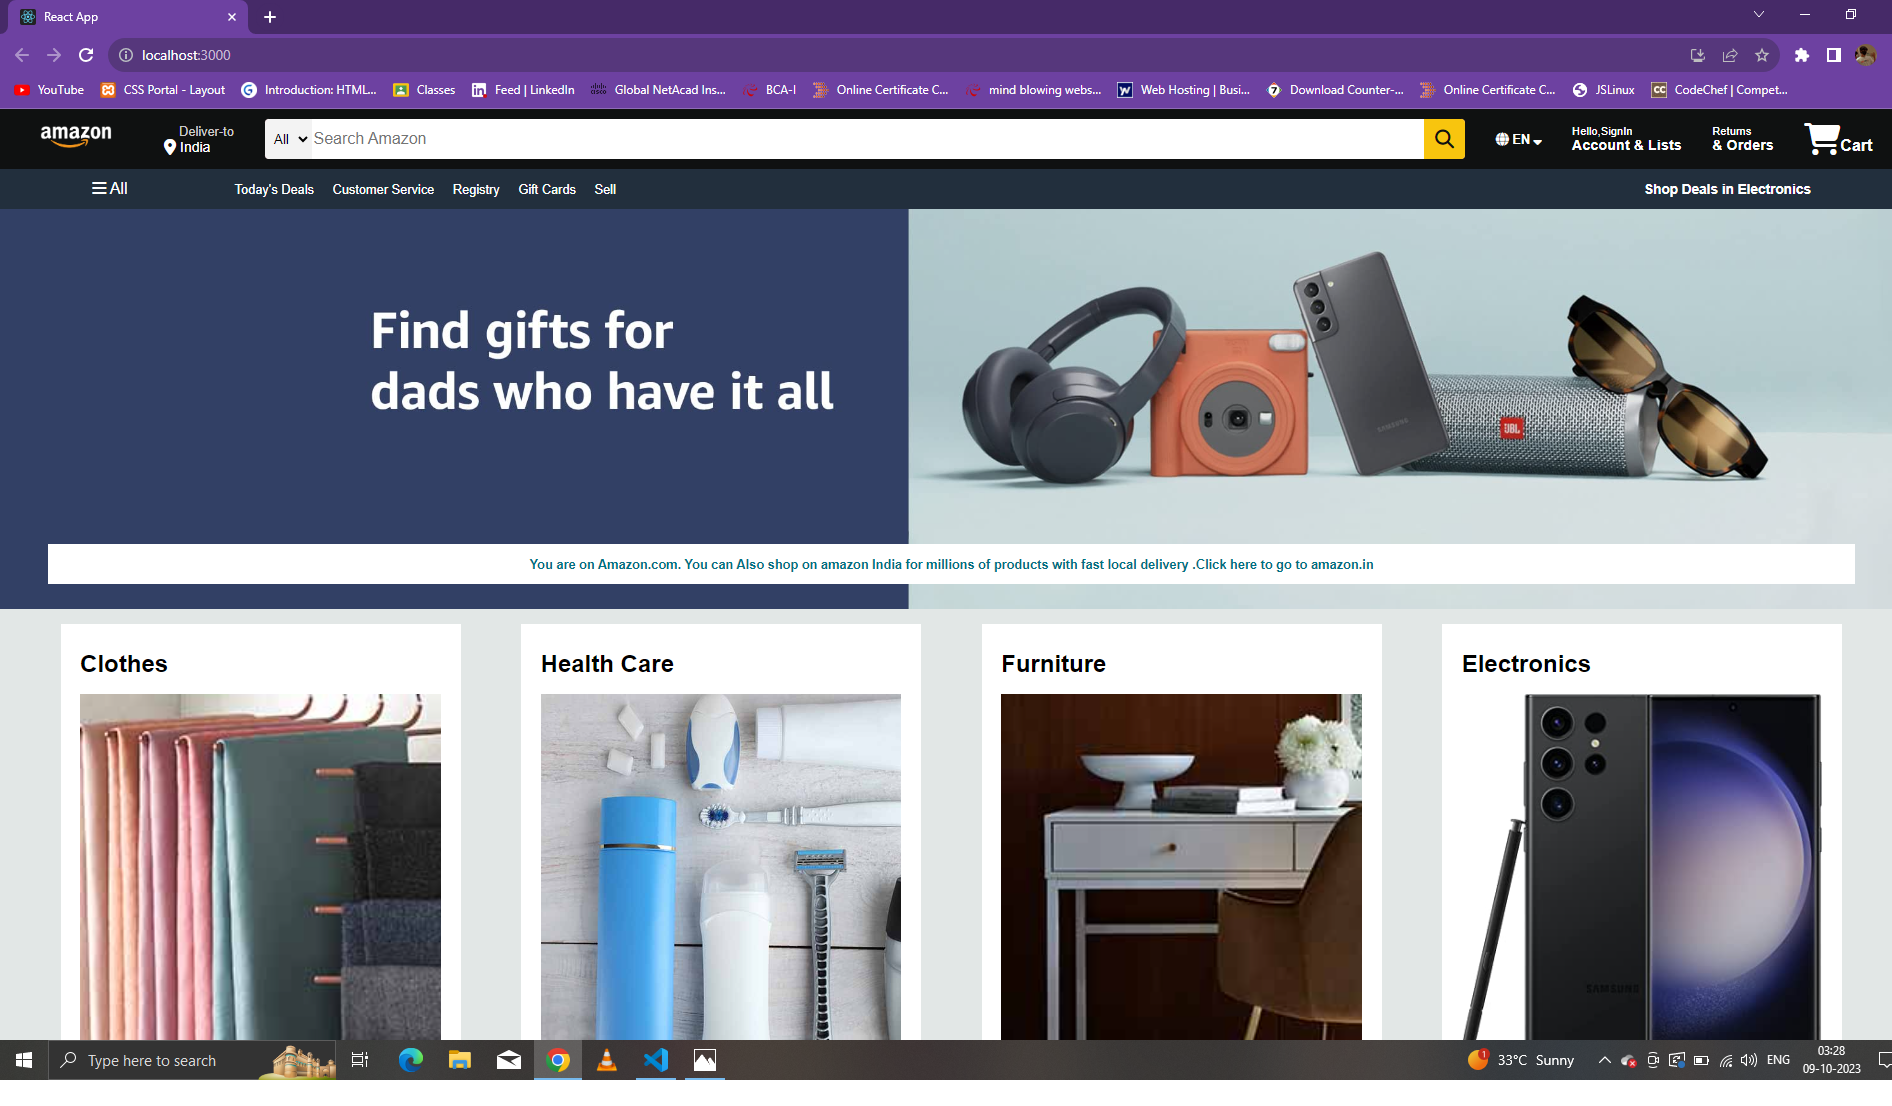 React App
localhost:3000
YouTube CSS Portal - Layout Introduction: HTML... Classes Feed | LinkedIn Global NetAcad Ins... BCA-I Online Certificate C... mind blowing webs... Web Hosting | Busi... Download Counter-... Online Certificate C... JSLinux CodeChef | Compet...
amazon
Deliver-to
India
All
Search Amazon
EN
Hello,SignIn
Account & Lists
Returns
& Orders
Cart
All
Today's Deals Customer Service Registry Gift Cards Sell
Shop Deals in Electronics
Find gifts for
dads who have it all
SAMSUNG
JBL
You are on Amazon.com. You can Also shop on amazon India for millions of products with fast local delivery .Click here to go to amazon.in
Clothes
Health Care
Furniture
Electronics
SAMSUNG
Type here to search
33°C Sunny
ENG
03:28
09-10-2023